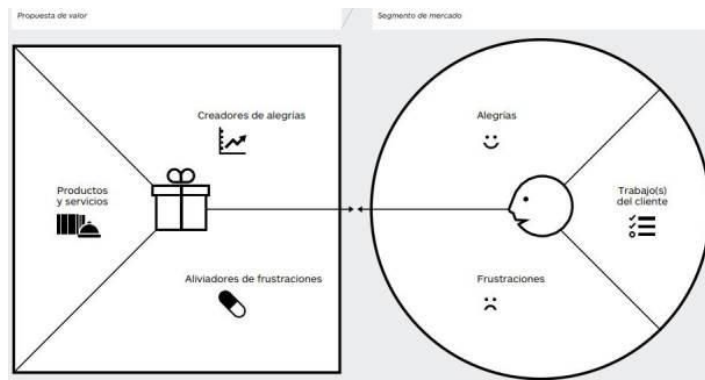 Propuesta de valor
Segmento de mercado
Creadores de alegrías
Productos
y servicios
Aliviadores de frustraciones
Alegrías
Trabajo(s)
del cliente
Frustraciones